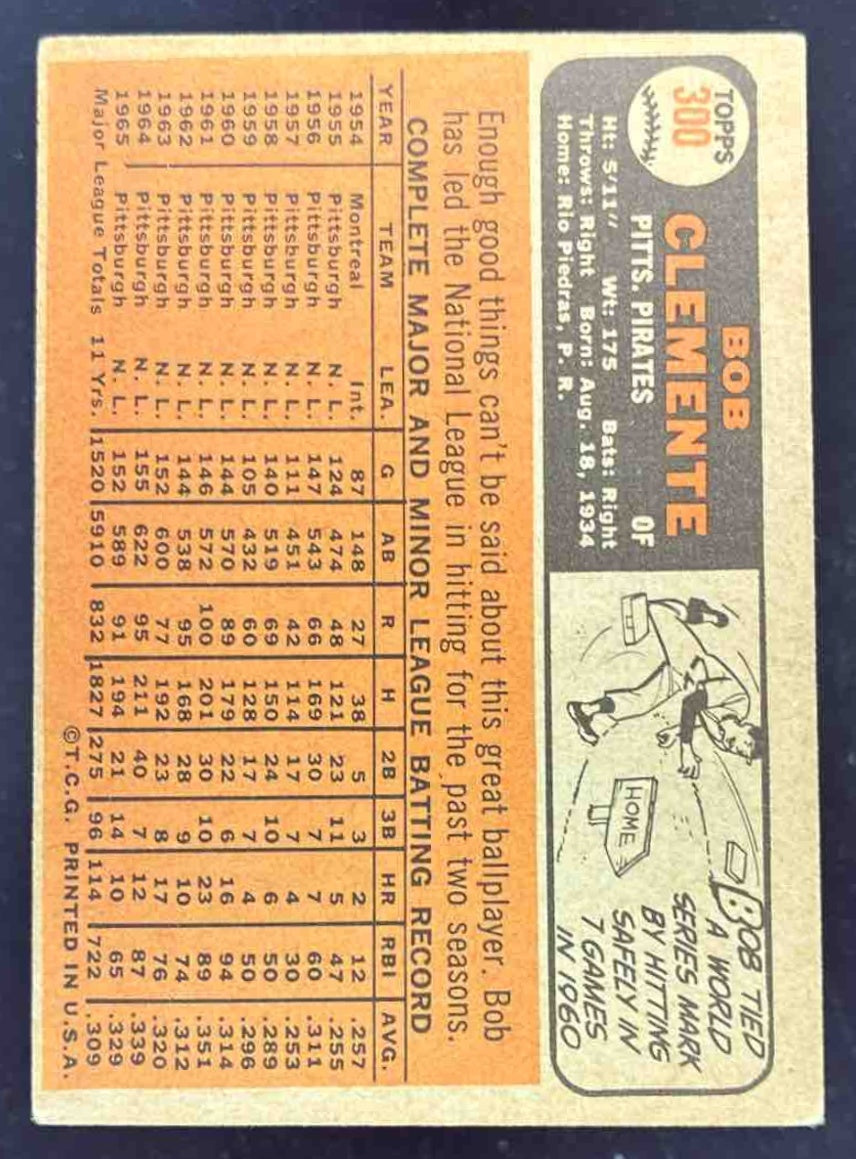 TOPPS
300
BOB
CLEMENTE
PITTS. PIRATES OF
Ht: 5'11" Wt: 175 Bats: Right
Throws: Right Born: Aug. 18, 1934
Home: Rio Piedras, P. R.
HOME
BOB TIED
A WORLD
SERIES MARK
BY HITTING
SAFELY IN
7 GAMES
IN 1960
Enough good things can't be said about this great ballplayer. Bob
has led the National League in hitting for the past two seasons.
COMPLETE MAJOR AND MINOR LEAGUE BATTING RECORD
YEAR TEAM LEA. G AB R H 2B 3B HR RBI AVG.
1954 Montreal Int. 87 148 27 38 5 3 2 12 .257
1955 Pittsburgh N. L. 124 474 48 121 23 11 5 47 .255
1956 Pittsburgh N. L. 147 543 66 169 30 7 7 60 .311
1957 Pittsburgh N. L. 111 451 42 114 17 7 4 30 .253
1958 Pittsburgh N. L. 140 519 69 150 24 10 6 50 .289
1959 Pittsburgh N. L. 105 432 60 128 17 7 4 50 .296
1960 Pittsburgh N. L. 144 570 89 179 22 6 16 94 .314
1961 Pittsburgh N. L. 146 572 100 201 30 10 23 89 .351
1962 Pittsburgh N. L. 144 538 95 168 28 9 10 74 .312
1963 Pittsburgh N. L. 152 600 77 192 23 8 17 76 .320
1964 Pittsburgh N. L. 155 622 95 211 40 7 12 87 .339
1965 Pittsburgh N. L. 152 589 91 194 21 14 10 65 .329
Major League Totals 11 Yrs. 1520 5910 832 1827 275 96 114 722 .309
©T.C.G. PRINTED IN U.S.A.